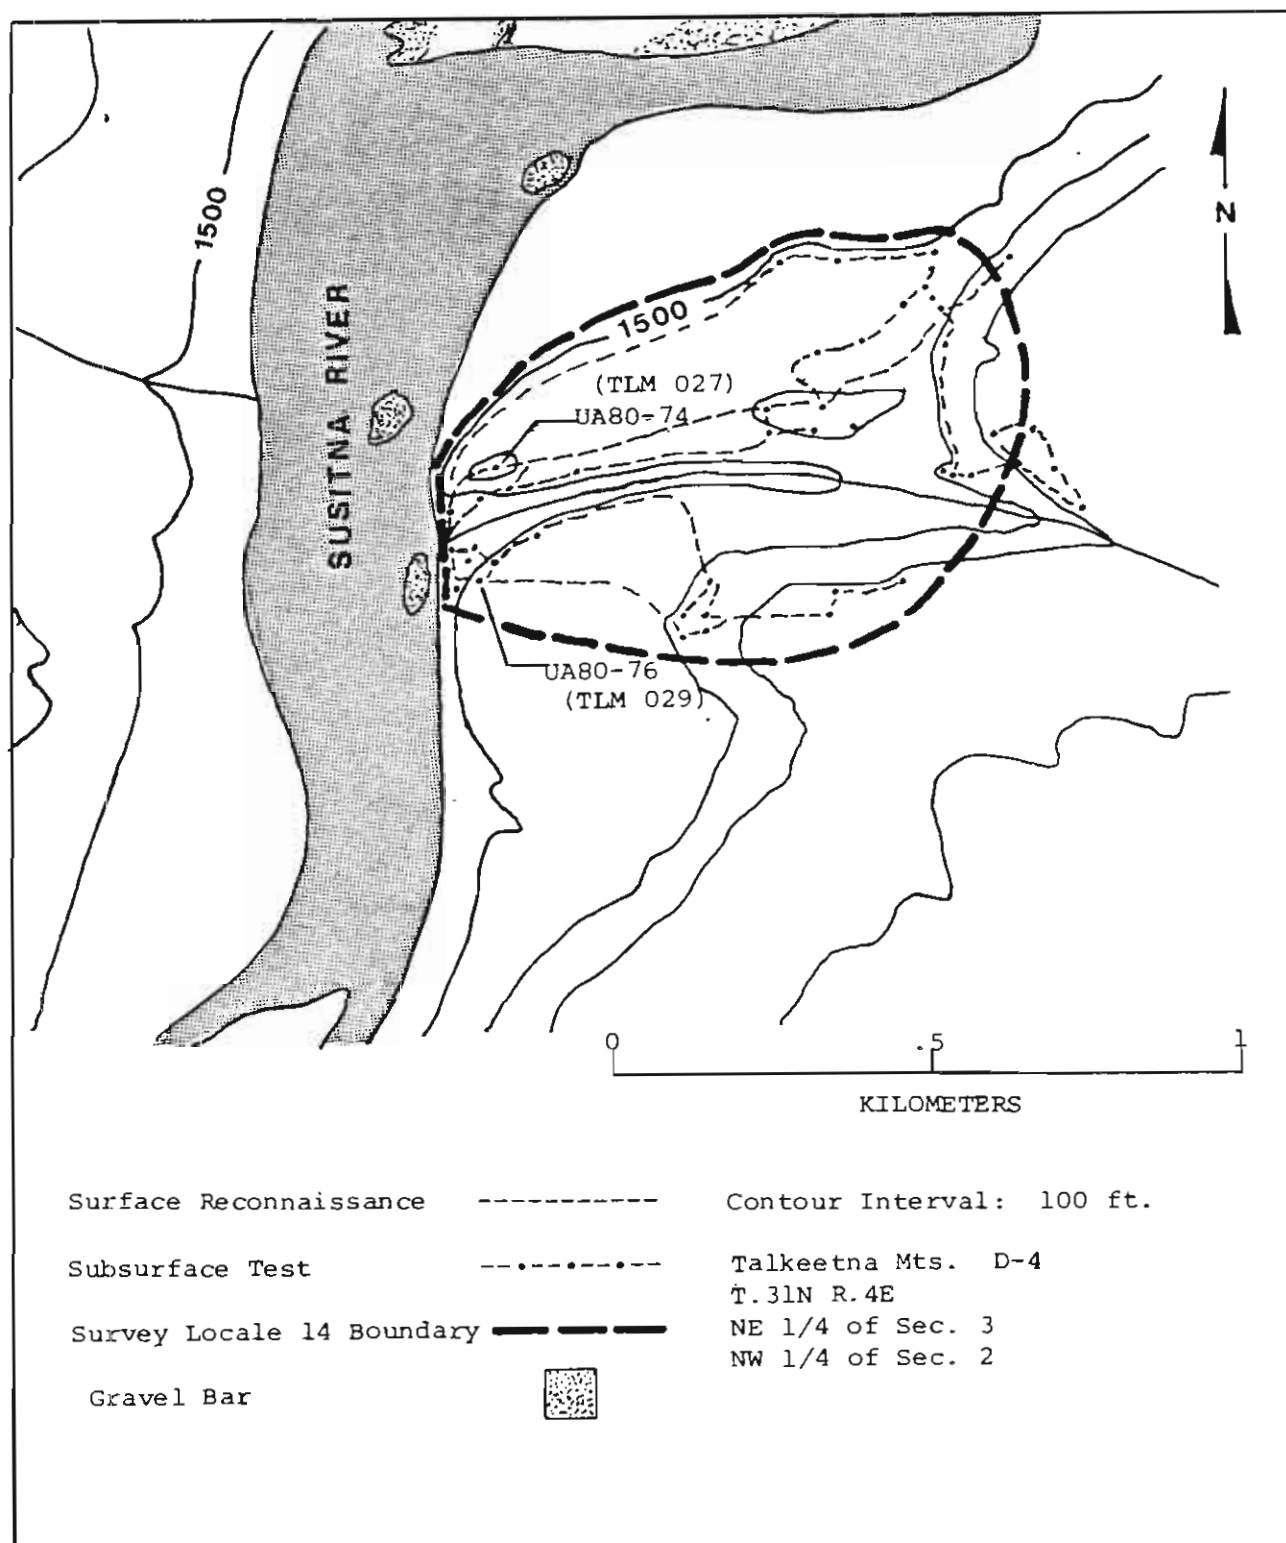 N
1500
SUSITNA RIVER
1500
(TLM 027)
UA80-74
UA80-76
(TLM 029)
0 .5 1
KILOMETERS
Surface Reconnaissance
Subsurface Test
Survey Locale 14 Boundary
Gravel Bar
Contour Interval: 100 ft.
Talkeetna Mts. D-4
T.31N R.4E
NE 1/4 of Sec. 3
NW 1/4 of Sec. 2